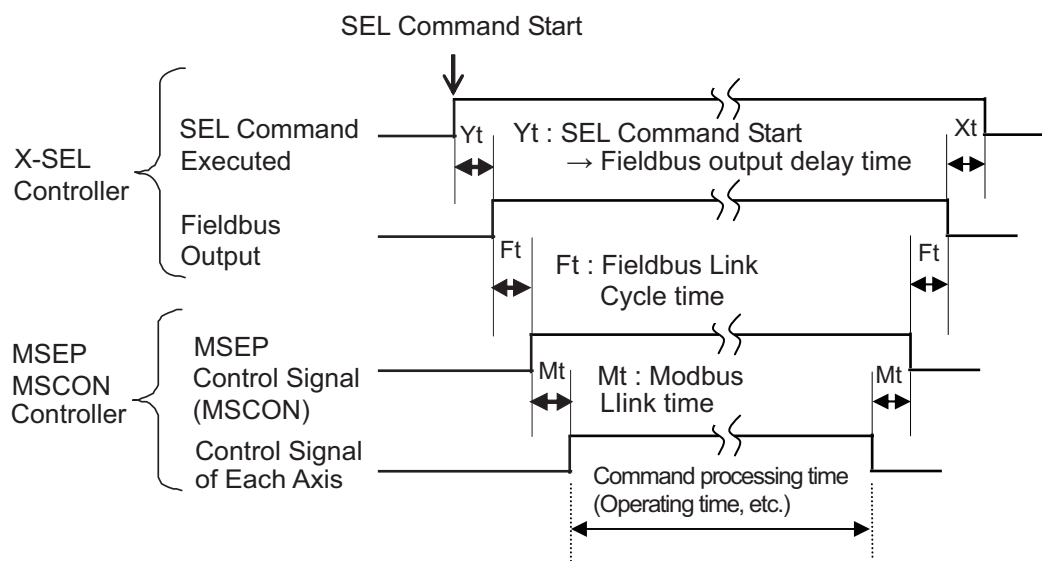 SEL Command Start
X-SEL
Controller
SEL Command
Executed
Yt
Yt : SEL Command Start
→ Fieldbus output delay time
Xt
Fieldbus
Output
Ft
Ft : Fieldbus Link
Cycle time
Ft
MSEP
MSCON
Controller
MSEP
Control Signal
(MSCON)
Mt
Mt : Modbus
Llink time
Mt
Control Signal
of Each Axis
Command processing time
(Operating time, etc.)